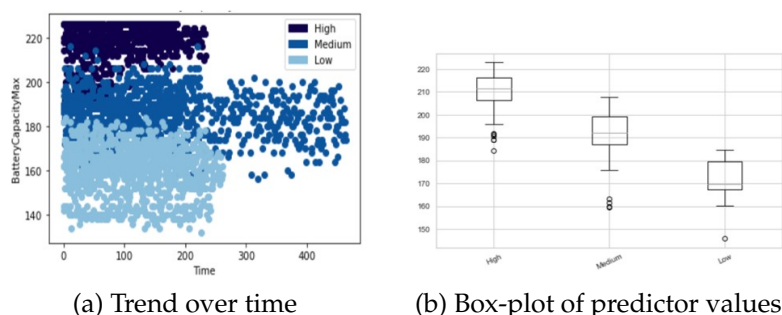 High
Medium
Low
220
200
180
160
140
BatteryCapacityMax
0
100
200
300
400
Time
220
210
200
190
180
170
160
150
High
Medium
Low
(a) Trend over time
(b) Box-plot of predictor values